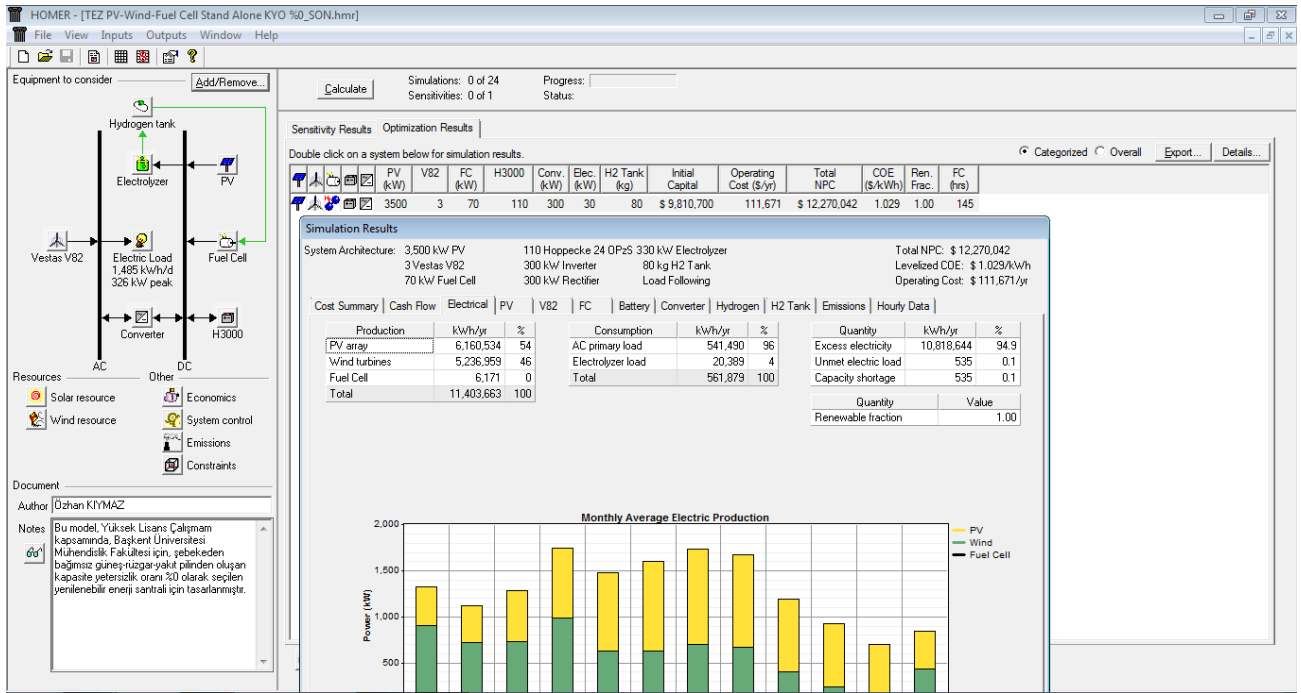 HOMER - [TEZ PV-Wind-Fuel Cell Stand Alone KYO %0_SON.hmr]
File View Inputs Outputs Window Help
Equipment to consider Add/Remove...
Hydrogen tank
Electrolyzer PV
Vestas V82 Electric Load Fuel Cell
1,485 kWh/d
326 kW peak
Converter H3000
AC DC
Resources Other
Solar resource Economics
Wind resource System control
Emissions
Constraints
Document
Author Özhan KIYMAZ
Notes Bu model, Yüksek Lisans Çalışmam
kapsamında, Başkent Üniversitesi
Mühendislik Fakültesi için, şebekeden
bağımsız güneş-rüzgar-yakıt pilinden oluşan
kapasite yetersizlik oranı %0 olarak seçilen
yenilenebilir enerji santrali için tasarlanmıştır.
Calculate Simulations: 0 of 24 Progress:
Sensitivities: 0 of 1 Status:
Sensitivity Results Optimization Results
Double click on a system below for simulation results. Categorized Overall Export... Details...
PV (kW) V82 FC (kW) H3000 Conv. (kW) Elec. (kW) H2 Tank (kg) Initial Capital Operating Cost ($/yr) Total NPC COE ($/kWh) Ren. Frac. FC (hrs)
3500 3 70 110 300 30 80 $ 9,810,700 111,671 $ 12,270,042 1.029 1.00 145
Simulation Results
System Architecture: 3,500 kW PV 110 Hoppecke 24 OPzS 330 kW Electrolyzer Total NPC: $ 12,270,042
3 Vestas V82 300 kW Inverter 80 kg H2 Tank Levelized COE: $ 1.029/kWh
70 kW Fuel Cell 300 kW Rectifier Load Following Operating Cost: $ 111,671/yr
Cost Summary Cash Flow Electrical PV V82 FC Battery Converter Hydrogen H2 Tank Emissions Hourly Data
Production kWh/yr %
PV array 6,160,534 54
Wind turbines 5,236,959 46
Fuel Cell 6,171 0
Total 11,403,663 100
Consumption kWh/yr %
AC primary load 541,490 96
Electrolyzer load 20,389 4
Total 561,879 100
Quantity kWh/yr %
Excess electricity 10,818,644 94.9
Unmet electric load 535 0.1
Capacity shortage 535 0.1
Quantity Value
Renewable fraction 1.00
Monthly Average Electric Production
2,000
1,500
1,000
500
Power (kW)
PV
Wind
Fuel Cell